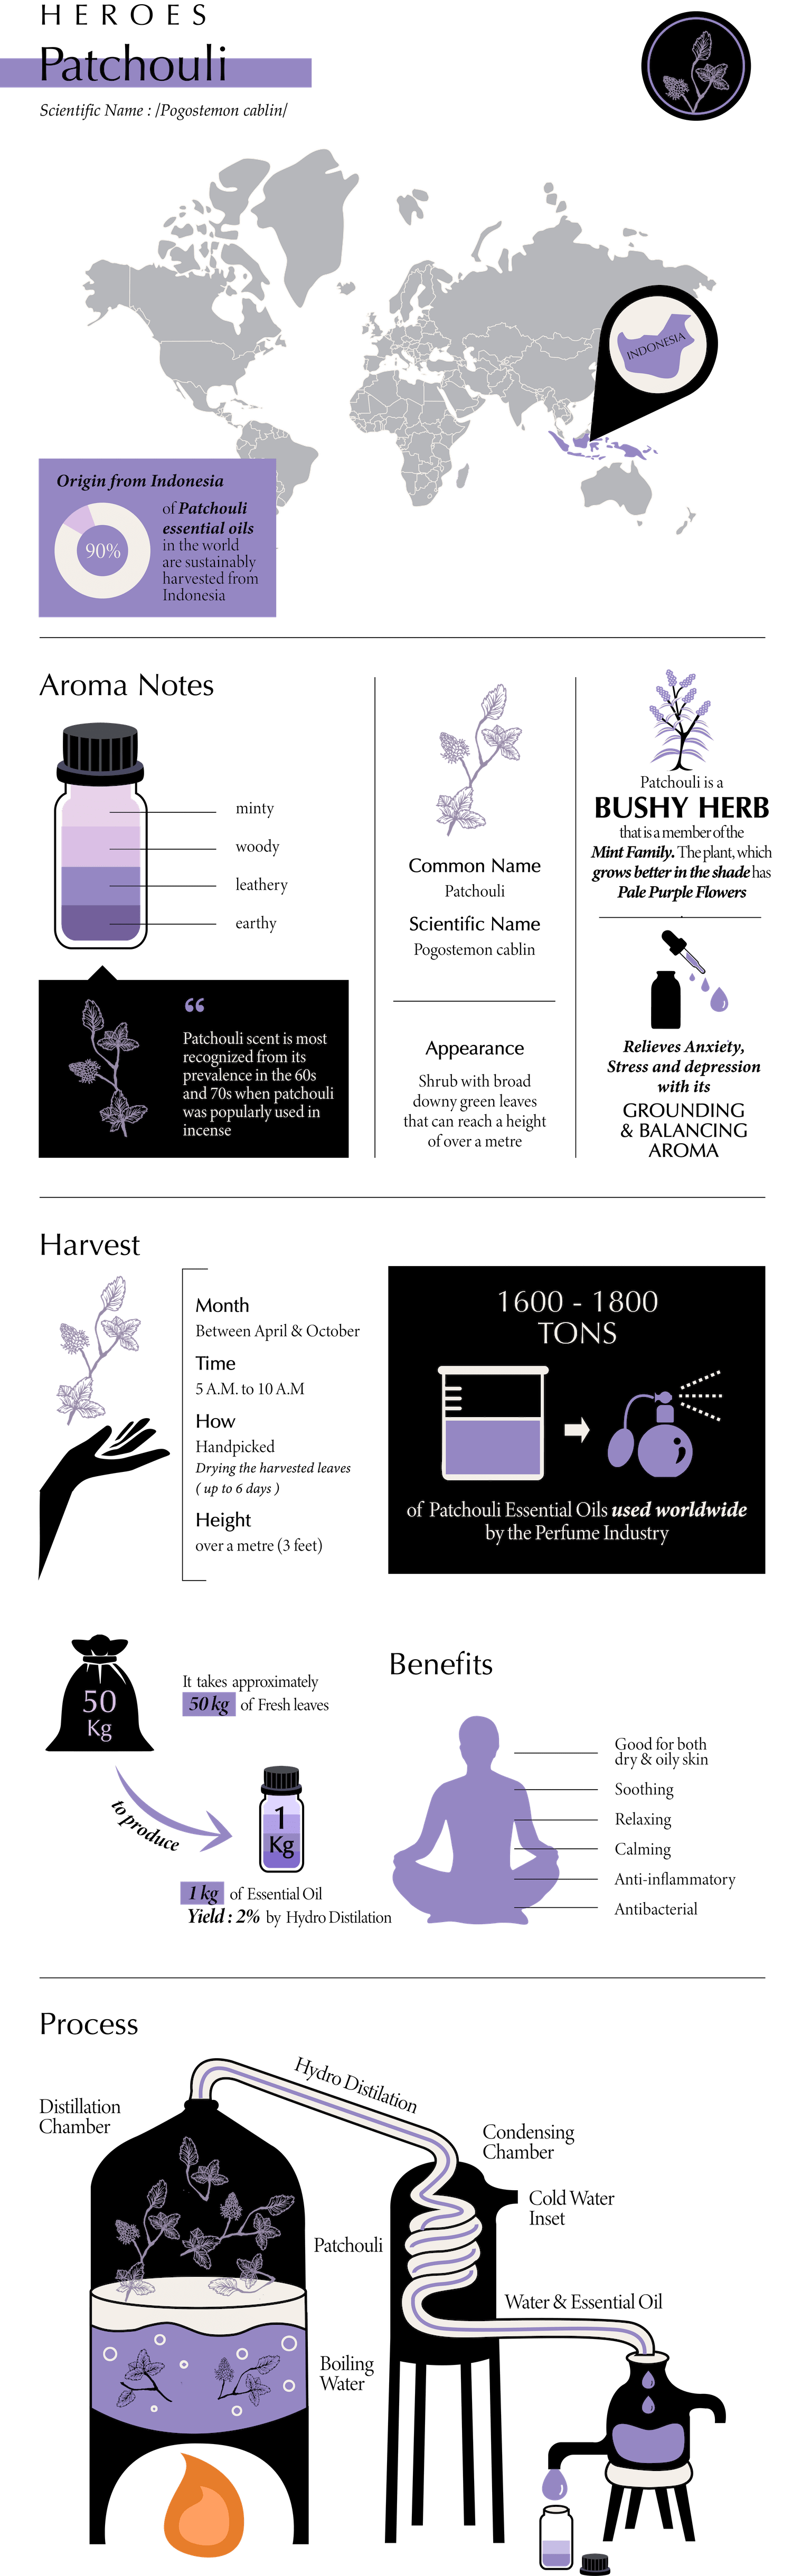 HEROES
Patchouli
Scientific Name : /Pogostemon cablin/
INDONESIA
Origin from Indonesia
90%
of Patchouli
essential oils
in the world
are sustainably
harvested from
Indonesia
Aroma Notes
minty
woody
leathery
earthy
“
Patchouli scent is most
recognized from its
prevalence in the 60s
and 70s when patchouli
was popularly used in
incense
Common Name
Patchouli
Scientific Name
Pogostemon cablin
Appearance
Shrub with broad
downy green leaves
that can reach a height
of over a metre
Patchouli is a
BUSHY HERB
that is a member of the
Mint Family. The plant, which
grows better in the shade has
Pale Purple Flowers
Relieves Anxiety,
Stress and depression
with its
GROUNDING
& BALANCING
AROMA
Harvest
Month
Between April & October
Time
5 A.M. to 10 A.M
How
Handpicked
Drying the harvested leaves
( up to 6 days )
Height
over a metre (3 feet)
1600 - 1800
TONS
of Patchouli Essential Oils used worldwide
by the Perfume Industry
50
Kg
It takes approximately
50 kg of Fresh leaves
to produce
1
Kg
1 kg of Essential Oil
Yield : 2% by Hydro Distilation
Benefits
Good for both
dry & oily skin
Soothing
Relaxing
Calming
Anti-inflammatory
Antibacterial
Process
Distillation
Chamber
Hydro Distilation
Condensing
Chamber
Cold Water
Inset
Patchouli
Water & Essential Oil
Boiling
Water